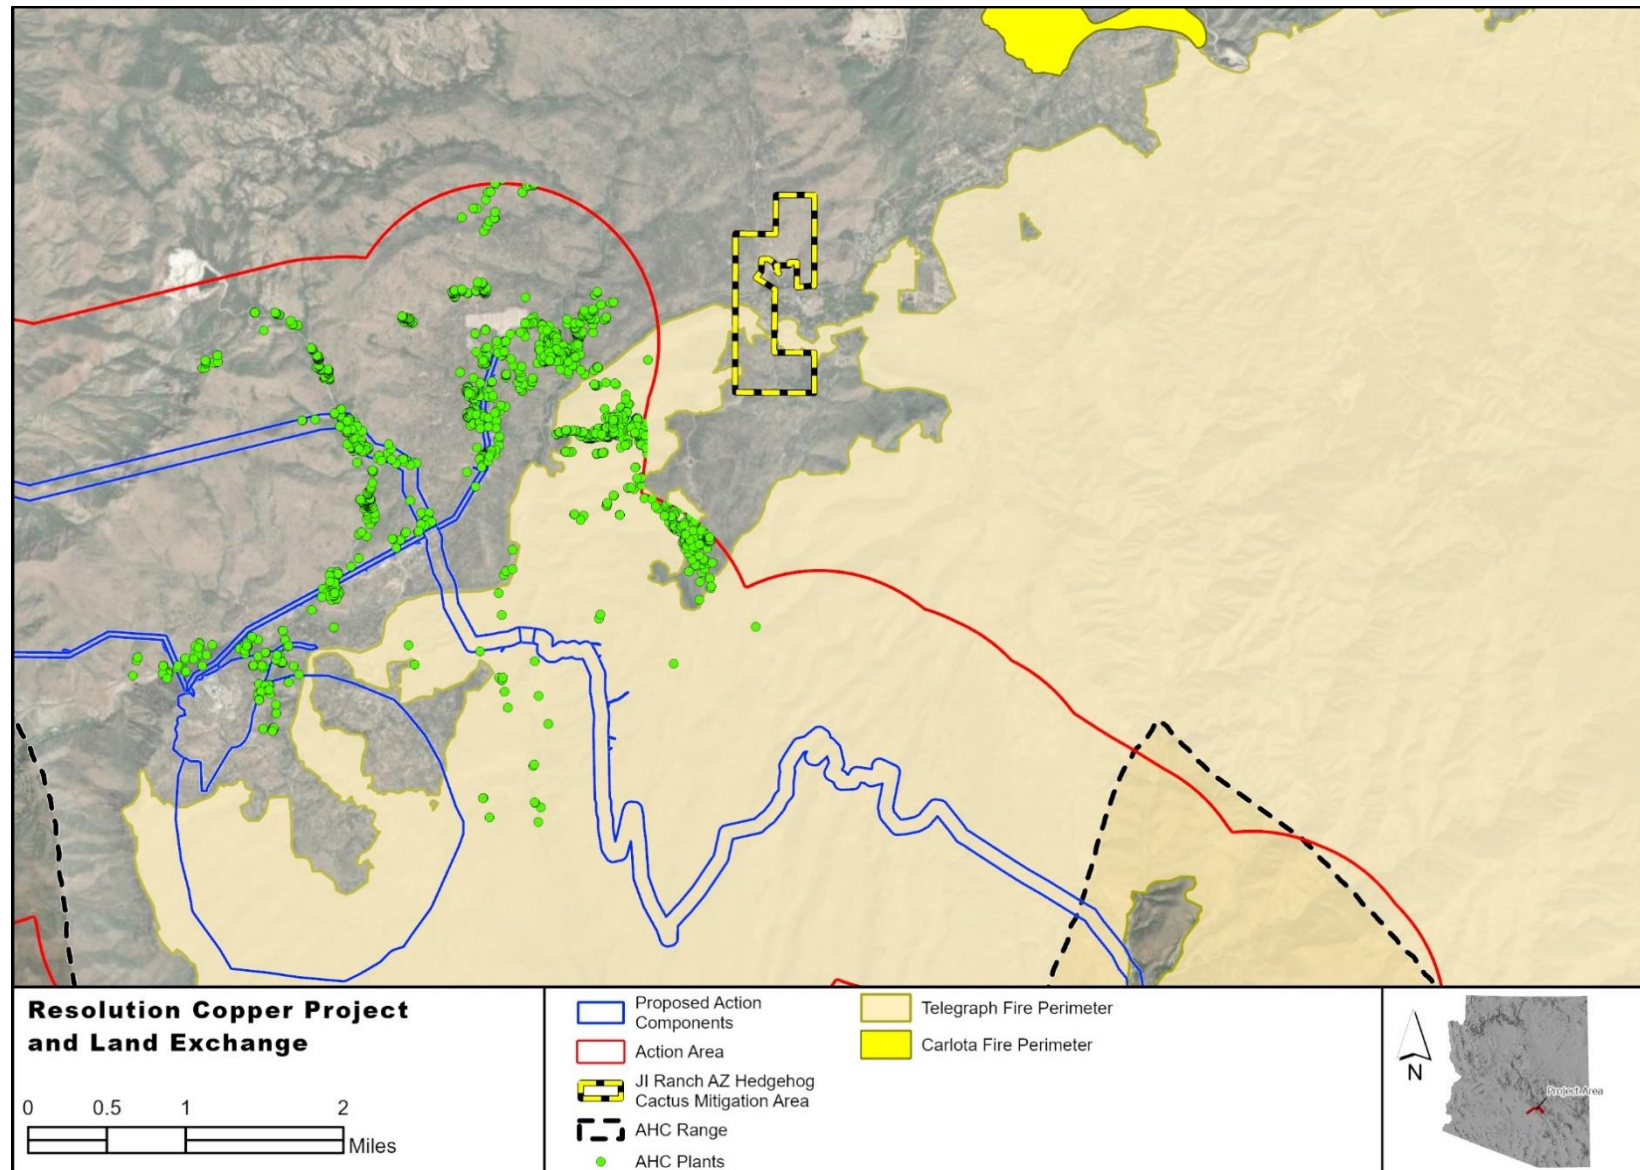 Resolution Copper Project
and Land Exchange
0 0.5 1 2
Miles
Proposed Action
Components
Action Area
JI Ranch AZ Hedgehog
Cactus Mitigation Area
AHC Range
AHC Plants
Telegraph Fire Perimeter
Carlota Fire Perimeter
N
Project Area